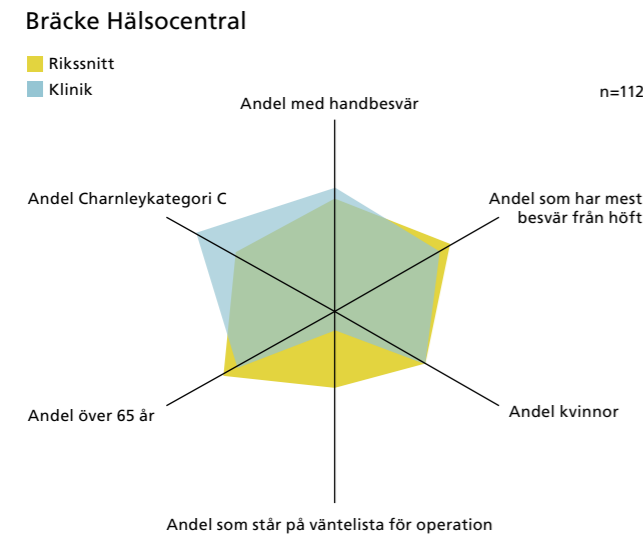 Bräcke Hälsocentral
Rikssnitt
Klinik
n=112
Andel med handbesvär
Andel Charnleykategori C
Andel som har mest
besvär från höft
Andel över 65 år
Andel kvinnor
Andel som står på väntelista för operation